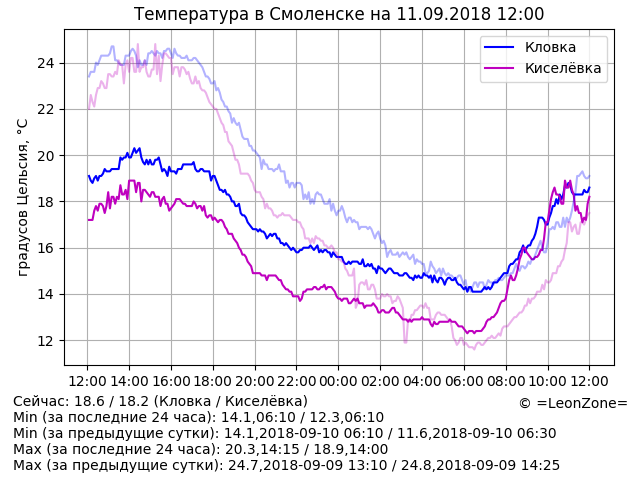 Температура в Смоленске на 11.09.2018 12:00
Кловка
Киселёвка
градусов Цельсия, °C
24
22
20
18
16
14
12
12:00 14:00 16:00 18:00 20:00 22:00 00:00 02:00 04:00 06:00 08:00 10:00 12:00
Сейчас: 18.6 / 18.2 (Кловка / Киселёвка)
© =LeonZone=
Min (за последние 24 часа): 14.1,06:10 / 12.3,06:10
Min (за предыдущие сутки): 14.1,2018-09-10 06:10 / 11.6,2018-09-10 06:30
Max (за последние 24 часа): 20.3,14:15 / 18.9,14:00
Max (за предыдущие сутки): 24.7,2018-09-09 13:10 / 24.8,2018-09-09 14:25